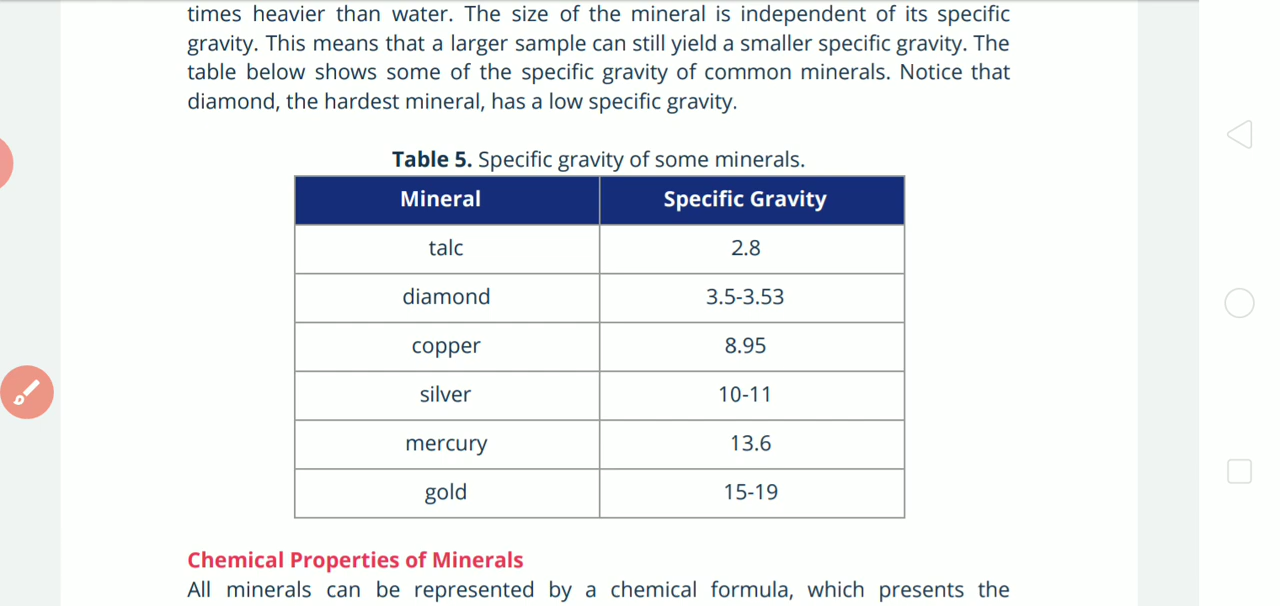 times heavier than water. The size of the mineral is independent of its specific
gravity. This means that a larger sample can still yield a smaller specific gravity. The
table below shows some of the specific gravity of common minerals. Notice that
diamond, the hardest mineral, has a low specific gravity.
Table 5. Specific gravity of some minerals.
Mineral Specific Gravity
talc 2.8
diamond 3.5-3.53
copper 8.95
silver 10-11
mercury 13.6
gold 15-19
Chemical Properties of Minerals
All minerals can be represented by a chemical formula, which presents the